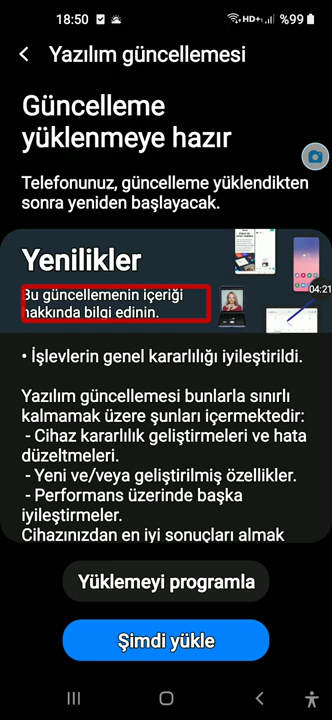 18:50 HD+ %99
Yazılım güncellemesi
Güncelleme
yüklenmeye hazır
Telefonunuz, güncelleme yüklendikten
sonra yeniden başlayacak.
Yenilikler
04:21
Bu güncellemenin içeriği
hakkında bilgi edinin.
• İşlevlerin genel kararlılığı iyileştirildi.
Yazılım güncellemesi bunlarla sınırlı
kalmamak üzere şunları içermektedir:
- Cihaz kararlılık geliştirmeleri ve hata
düzeltmeleri.
- Yeni ve/veya geliştirilmiş özellikler.
- Performans üzerinde başka
iyileştirmeler.
Cihazınızdan en iyi sonuçları almak
Yüklemeyi programla
Şimdi yükle